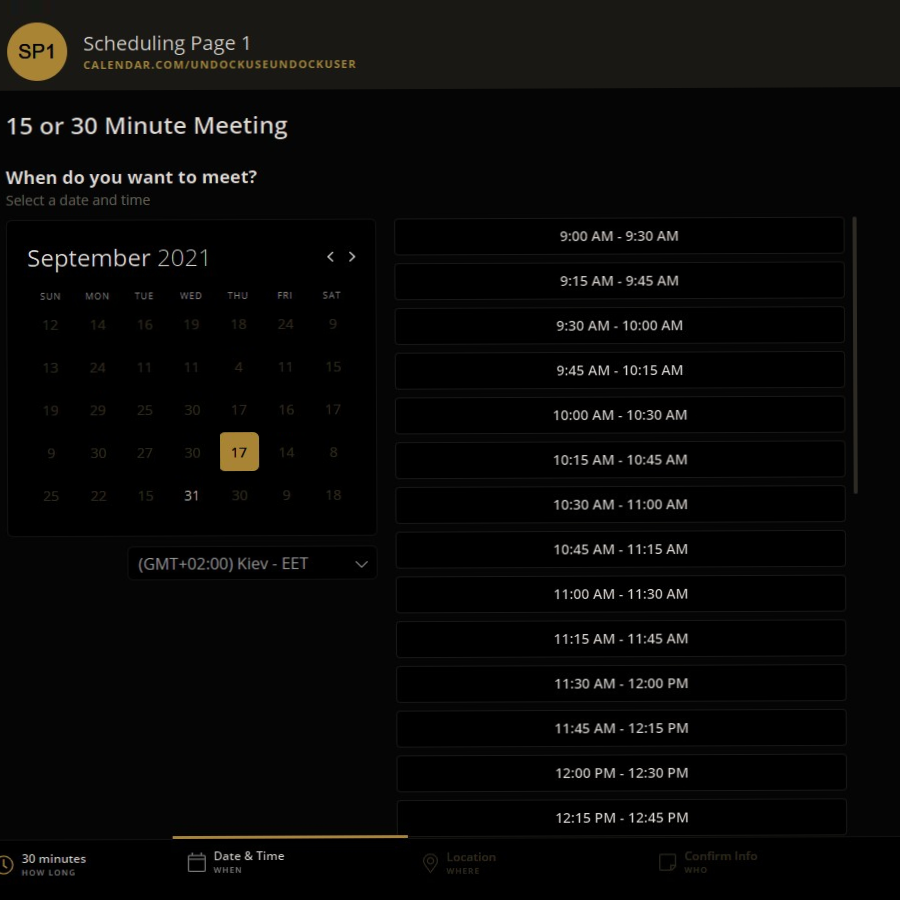 SP1
Scheduling Page 1
CALENDAR.COM/UNDOCKUSEUNDOCKUSER
15 or 30 Minute Meeting
When do you want to meet?
Select a date and time
September 2021
SUN MON TUE WED THU FRI SAT
12 14 16 19 18 24 9
13 24 11 11 4 11 15
19 29 25 30 17 16 17
9 30 27 30 17 14 8
25 22 15 31 30 9 18
(GMT+02:00) Kiev - EET
9:00 AM - 9:30 AM
9:15 AM - 9:45 AM
9:30 AM - 10:00 AM
9:45 AM - 10:15 AM
10:00 AM - 10:30 AM
10:15 AM - 10:45 AM
10:30 AM - 11:00 AM
10:45 AM - 11:15 AM
11:00 AM - 11:30 AM
11:15 AM - 11:45 AM
11:30 AM - 12:00 PM
11:45 AM - 12:15 PM
12:00 PM - 12:30 PM
12:15 PM - 12:45 PM
30 minutes
HOW LONG
Date & Time
WHEN
Location
WHERE
Confirm Info
WHO